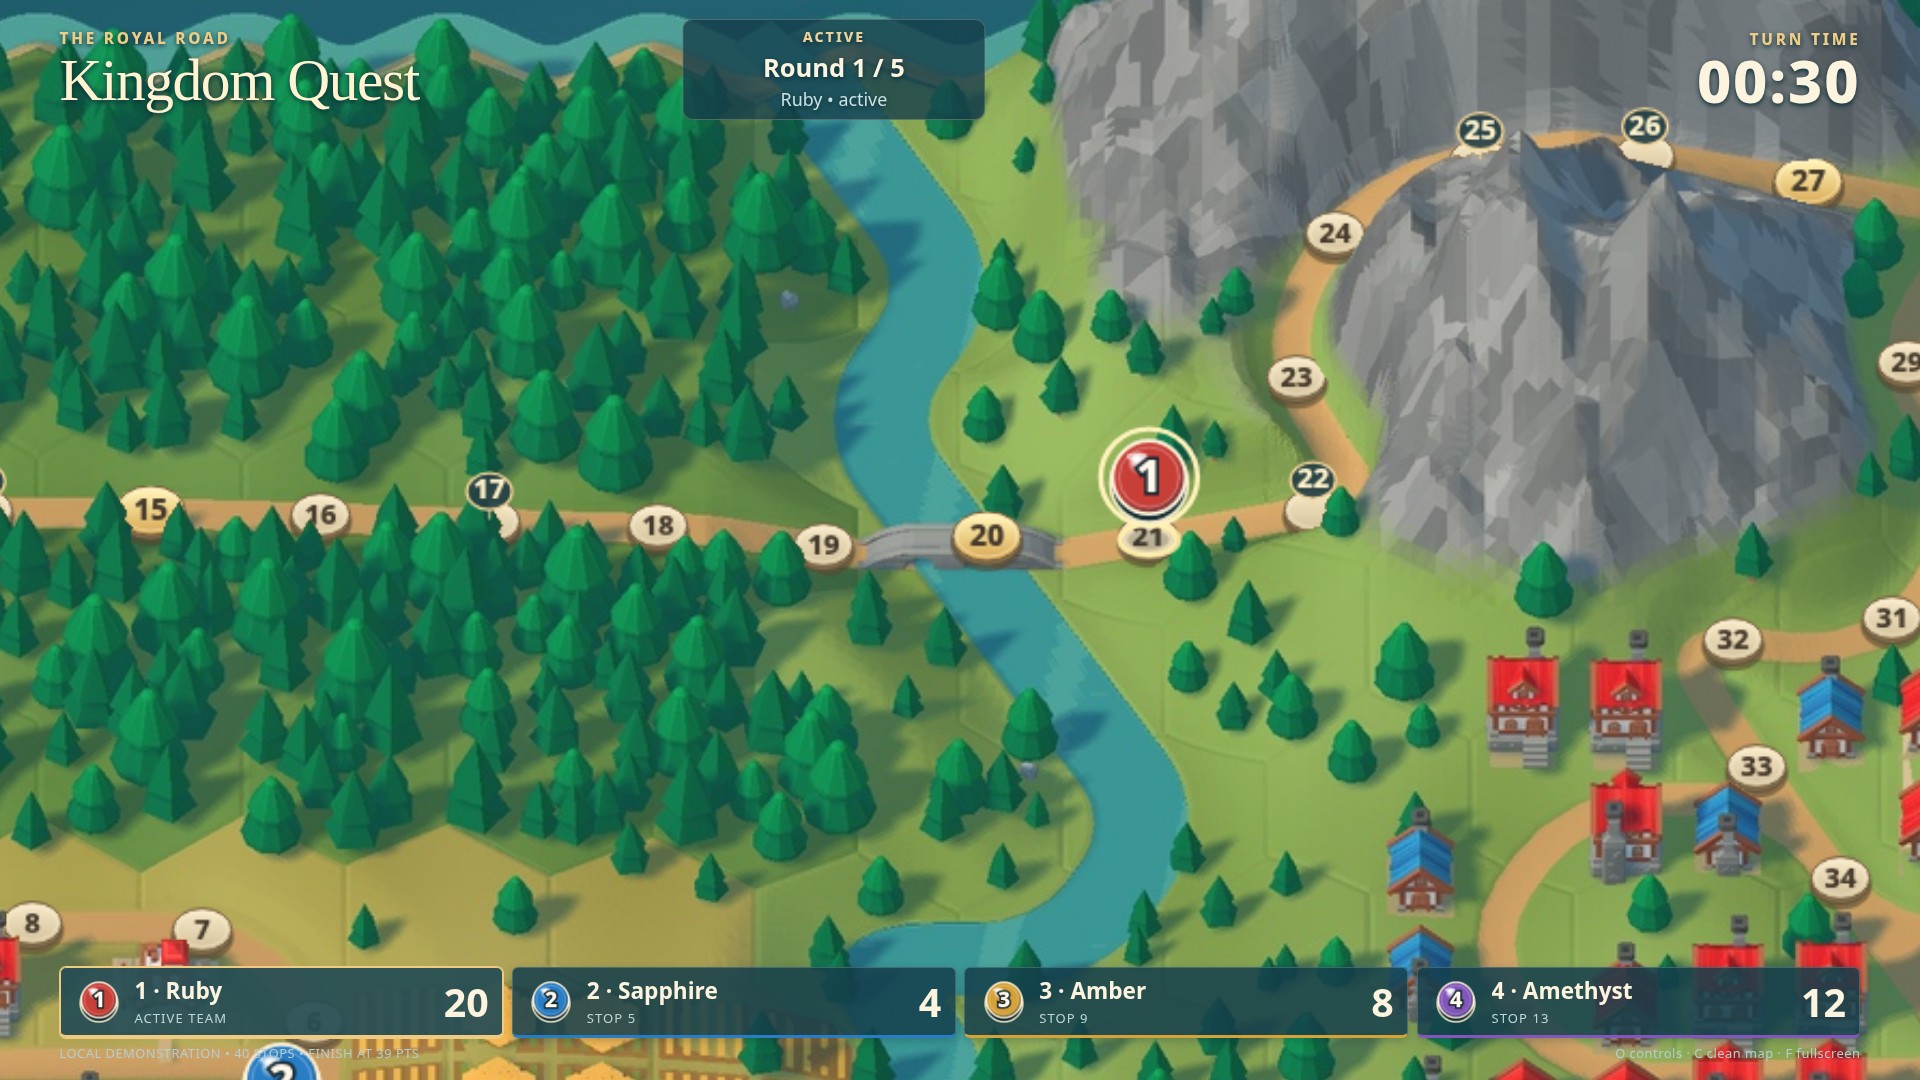 THE ROYAL ROAD
Kingdom Quest
ACTIVE
Round 1 / 5
Ruby • active
TURN TIME
00:30
25
26
27
24
29
23
1
22
17
15
16
18
19
20
21
31
32
33
34
8
7
6
1
1 · Ruby
ACTIVE TEAM
20
2
2 · Sapphire
STOP 5
4
3
3 · Amber
STOP 9
8
4
4 · Amethyst
STOP 13
12
LOCAL DEMONSTRATION • 40 STOPS • FINISH AT 39 PTS
O controls · C clean map · F fullscreen
2